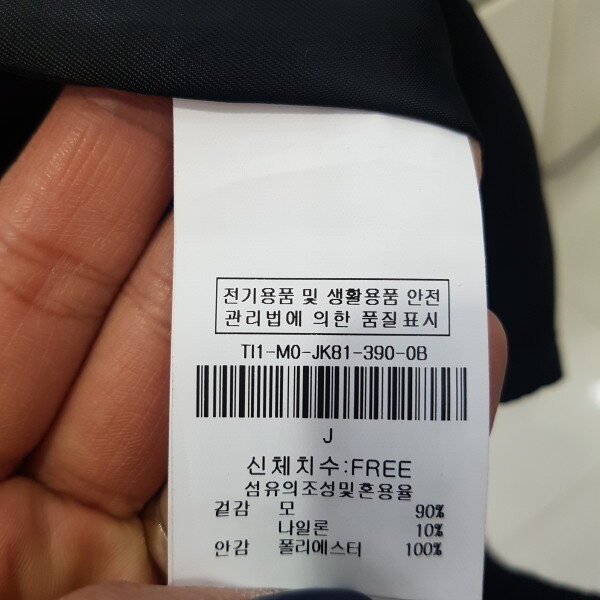 전기용품 및 생활용품 안전
관리법에 의한 품질표시
TI1-M0-JK81-390-0B
J
신체치수:FREE
섬유의조성및혼용율
겉감 모 90%
나일론 10%
안감 폴리에스터 100%